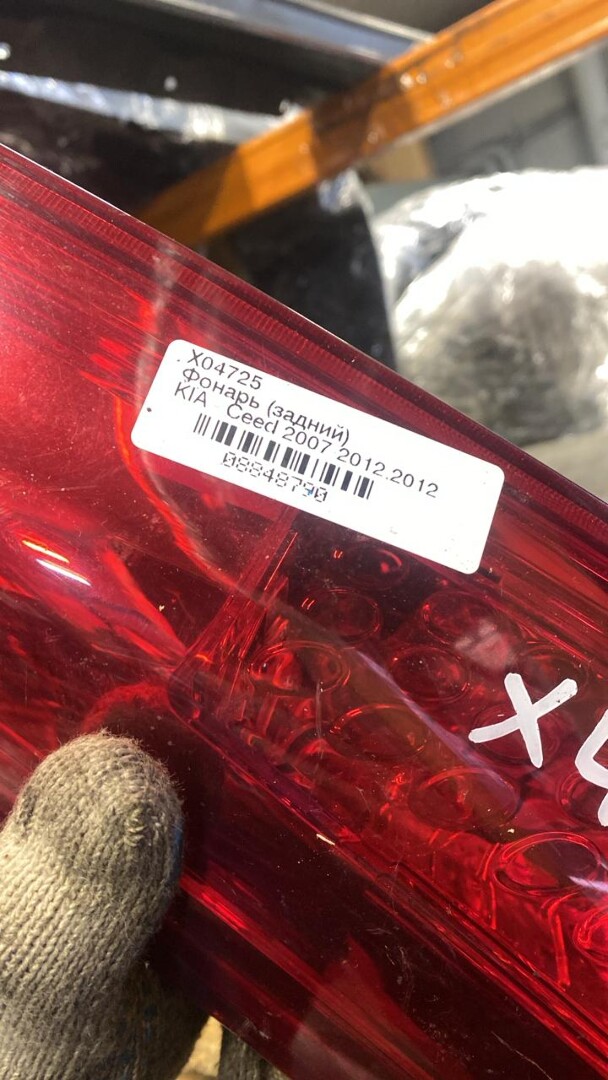 X04725
Фонарь (задний)
KIA Ceed 2007 2012.2012
08848790
X